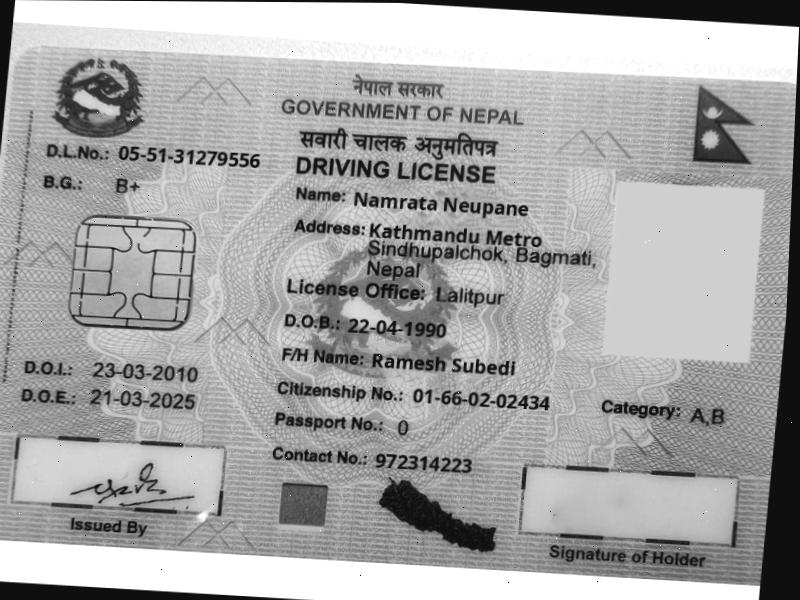 नेपाल सरकार
GOVERNMENT OF NEPAL
सवारी चालक अनुमतिपत्र
DRIVING LICENSE
D.L.No.: 05-51-31279556
B.G.: B+
Name: Namrata Neupane
Address: Kathmandu Metro
Sindhupalchok, Bagmati,
Nepal
License Office: Lalitpur
D.O.B.: 22-04-1990
F/H Name: Ramesh Subedi
D.O.I.: 23-03-2010
D.O.E.: 21-03-2025
Citizenship No.: 01-66-02-02434
Category: A,B
Passport No.: 0
Contact No.: 972314223
Issued By
Signature of Holder